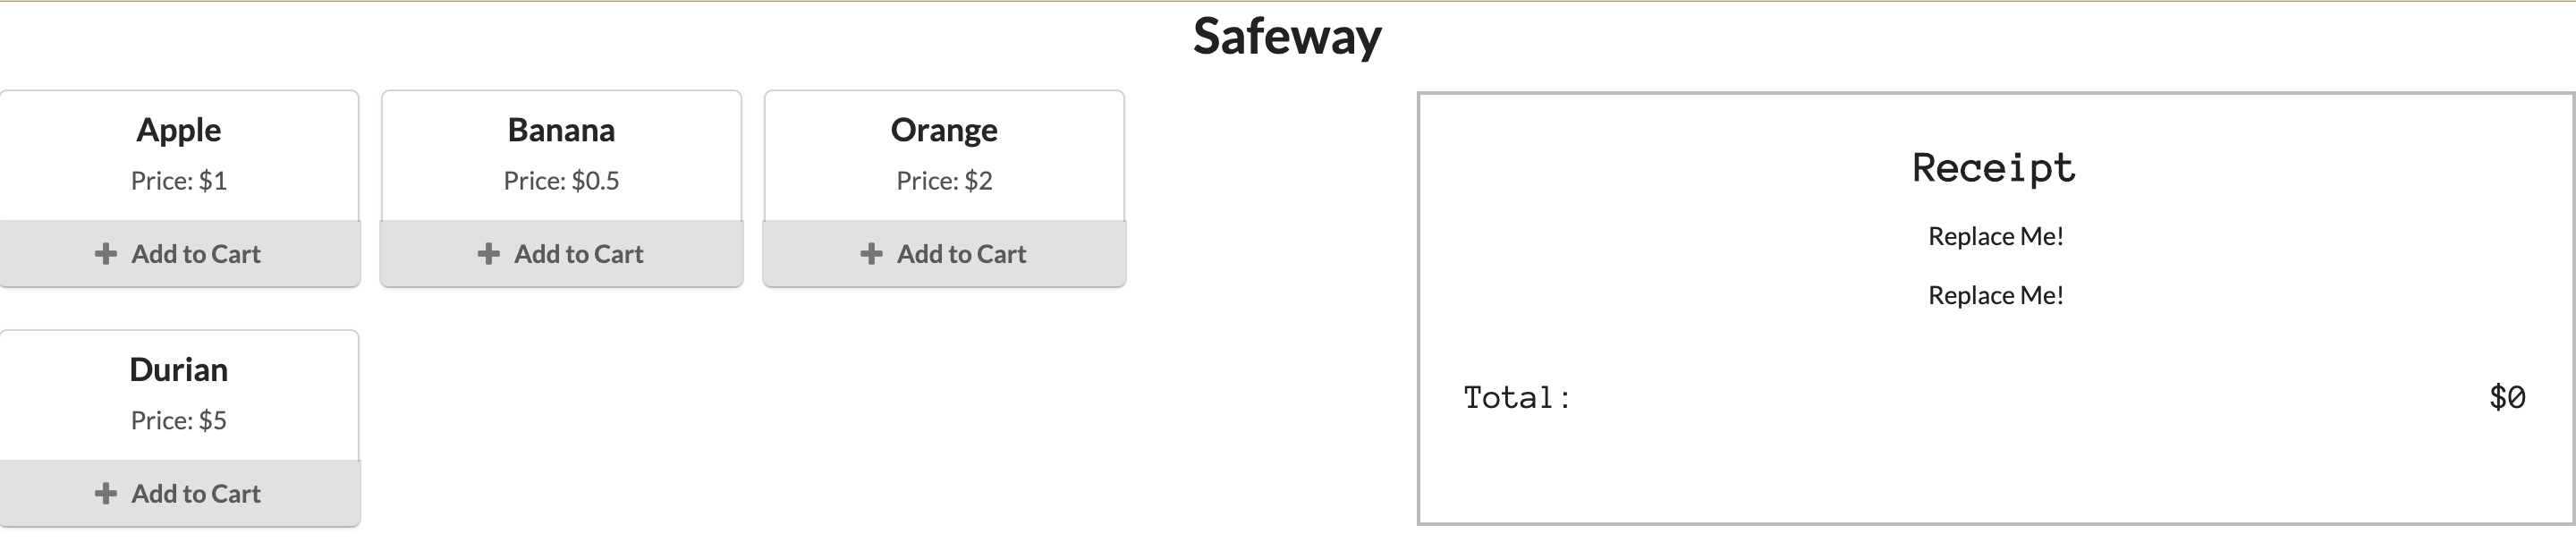 Safeway
Apple
Price: $1
Add to Cart
Banana
Price: $0.5
Add to Cart
Orange
Price: $2
Add to Cart
Durian
Price: $5
Add to Cart
Receipt
Replace Me!
Replace Me!
Total: $0